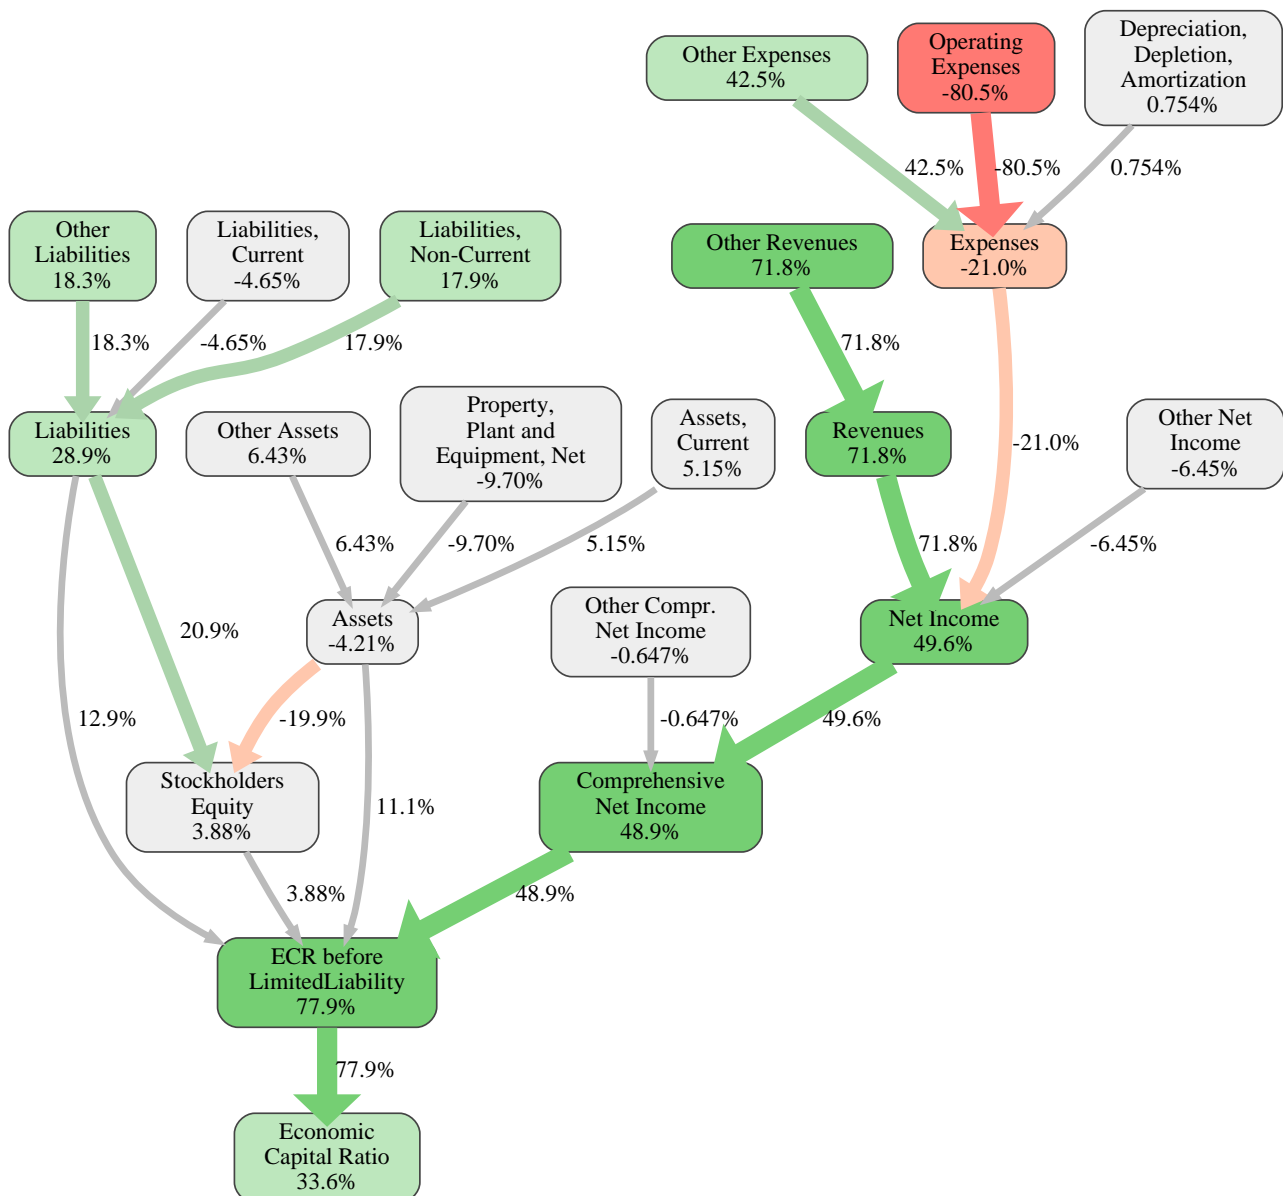 Other Expenses
42.5%
Operating
Expenses
-80.5%
Depreciation,
Depletion,
Amortization
0.754%
42.5%
-80.5%
0.754%
Other
Liabilities
18.3%
Liabilities,
Current
-4.65%
Liabilities,
Non-Current
17.9%
Other Revenues
71.8%
Expenses
-21.0%
18.3%
-4.65%
17.9%
71.8%
-21.0%
Liabilities
28.9%
Other Assets
6.43%
Property,
Plant and
Equipment, Net
-9.70%
Assets,
Current
5.15%
Revenues
71.8%
Other Net
Income
-6.45%
6.43%
-9.70%
5.15%
71.8%
-6.45%
20.9%
Assets
-4.21%
Other Compr.
Net Income
-0.647%
Net Income
49.6%
12.9%
-19.9%
-0.647%
49.6%
Stockholders
Equity
3.88%
11.1%
Comprehensive
Net Income
48.9%
3.88%
48.9%
ECR before
LimitedLiability
77.9%
77.9%
Economic
Capital Ratio
33.6%